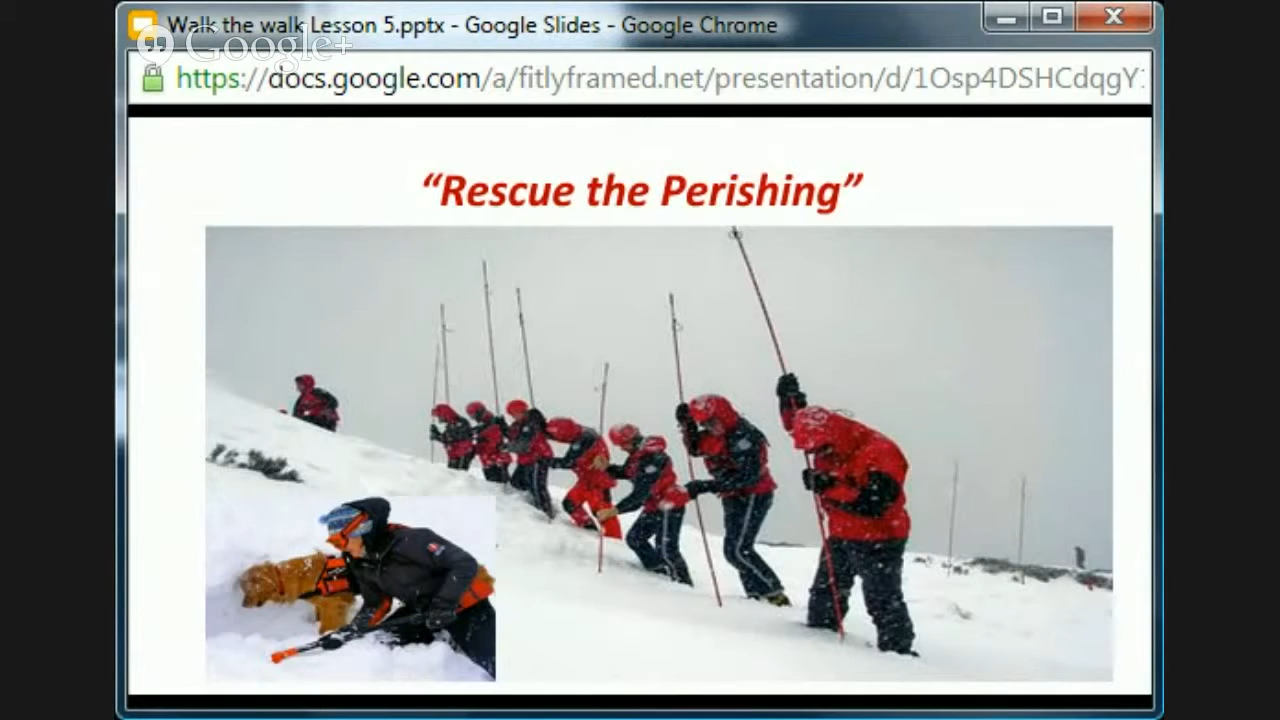 Walk the walk Lesson 5.pptx - Google Slides - Google Chrome
Google+
https://docs.google.com/a/fitlyframed.net/presentation/d/1Osp4DSHCdqgY
“Rescue the Perishing”